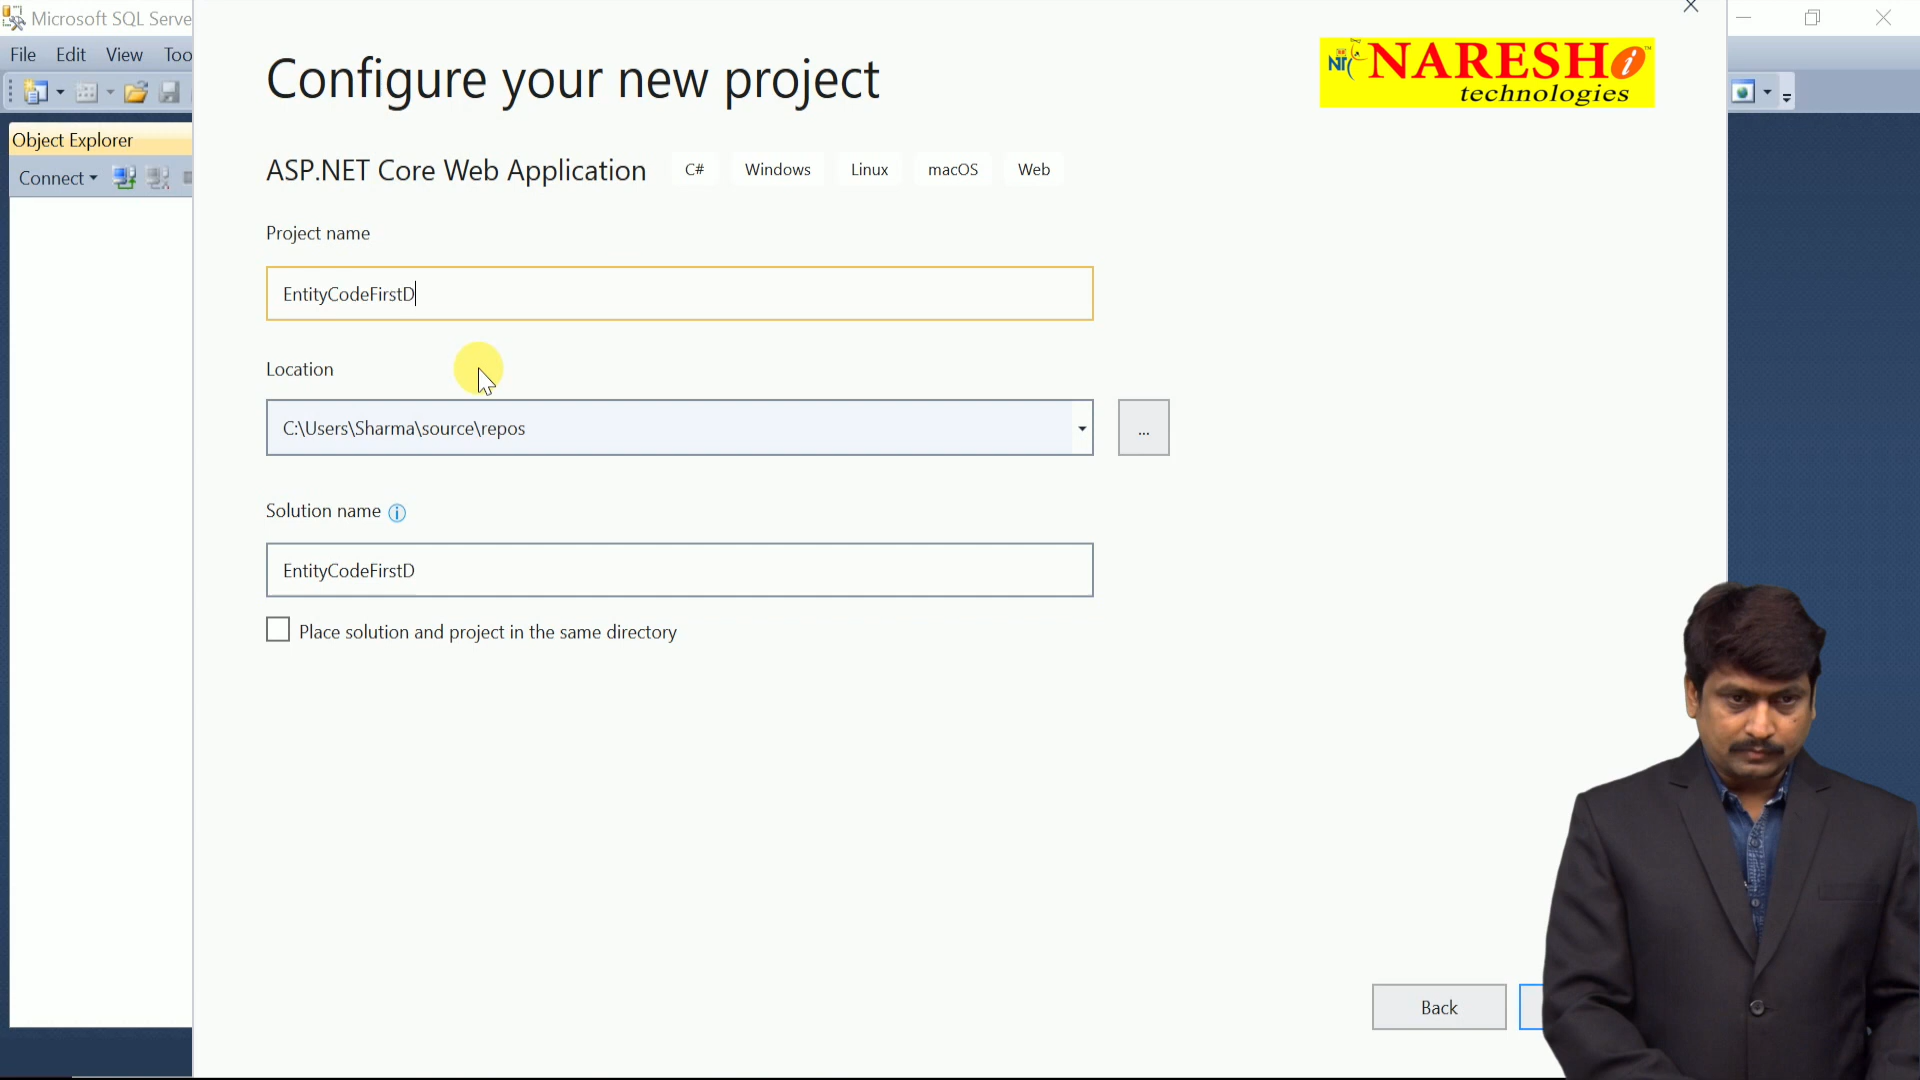 Microsoft SQL Serve
File Edit View Too
Object Explorer
Connect
Configure your new project
NARESH i ™
technologies
ASP.NET Core Web Application C# Windows Linux macOS Web
Project name
EntityCodeFirstD
Location
C:\Users\Sharma\source\repos
...
Solution name
EntityCodeFirstD
Place solution and project in the same directory
Back